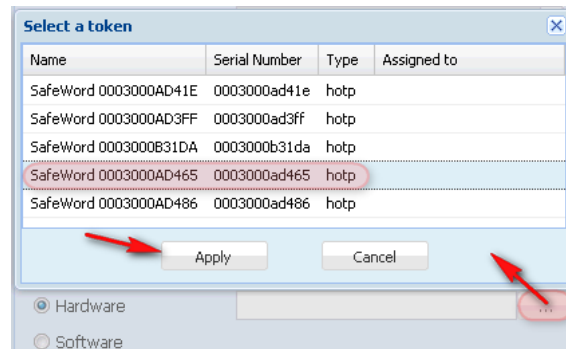 Select a token
Name Serial Number Type Assigned to
SafeWord 0003000AD41E 0003000ad41e hotp
SafeWord 0003000AD3FF 0003000ad3ff hotp
SafeWord 0003000B31DA 0003000b31da hotp
SafeWord 0003000AD465 0003000ad465 hotp
SafeWord 0003000AD486 0003000ad486 hotp
Apply Cancel
Hardware ...
Software